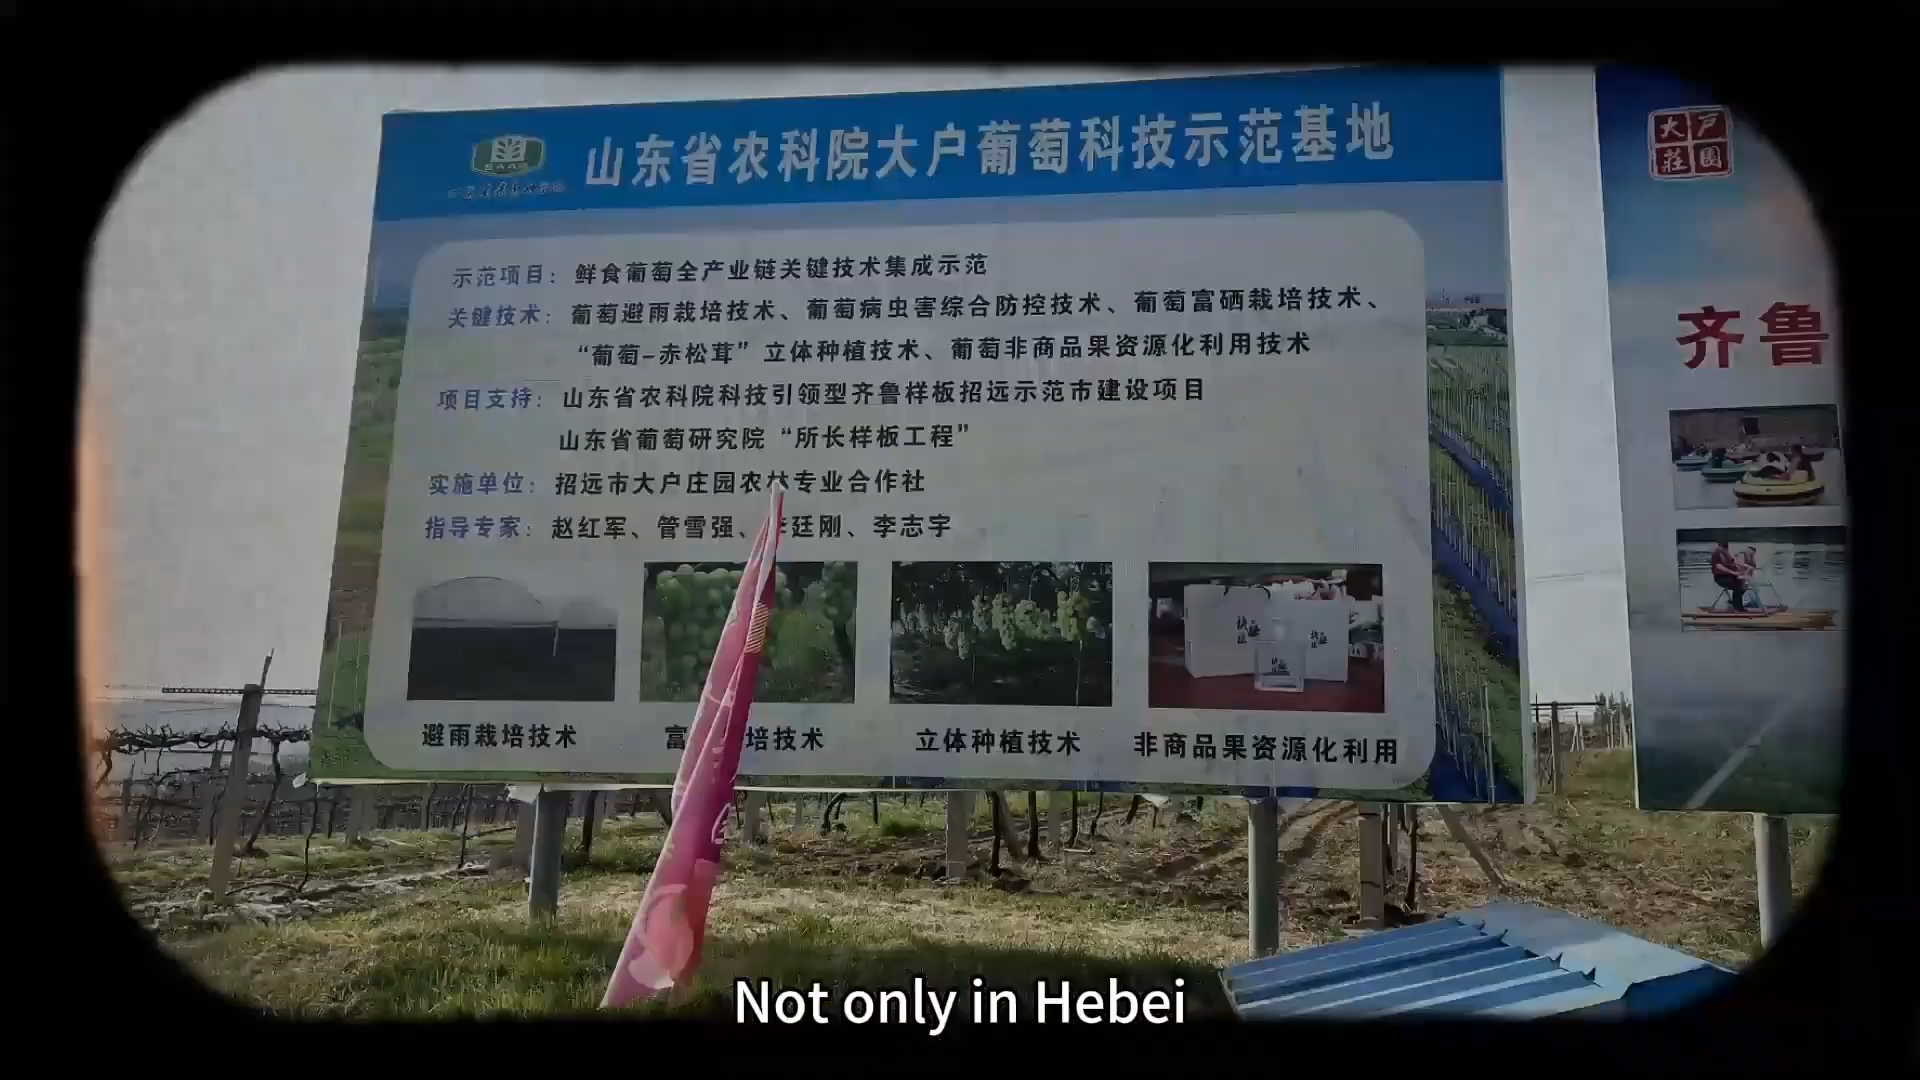 山东省农科院大户葡萄科技示范基地
示范项目：鲜食葡萄全产业链关键技术集成示范
关键技术：葡萄避雨栽培技术、葡萄病虫害综合防控技术、葡萄富硒栽培技术、
“葡萄-赤松茸”立体种植技术、葡萄非商品果资源化利用技术
项目支持：山东省农科院科技引领型齐鲁样板招远示范市建设项目
山东省葡萄研究院“所长样板工程”
实施单位：招远市大户庄园农林专业合作社
指导专家：赵红军、管雪强、李廷刚、李志宇
避雨栽培技术
富 培技术
立体种植技术
非商品果资源化利用
大户
莊園
齐鲁
Not only in Hebei